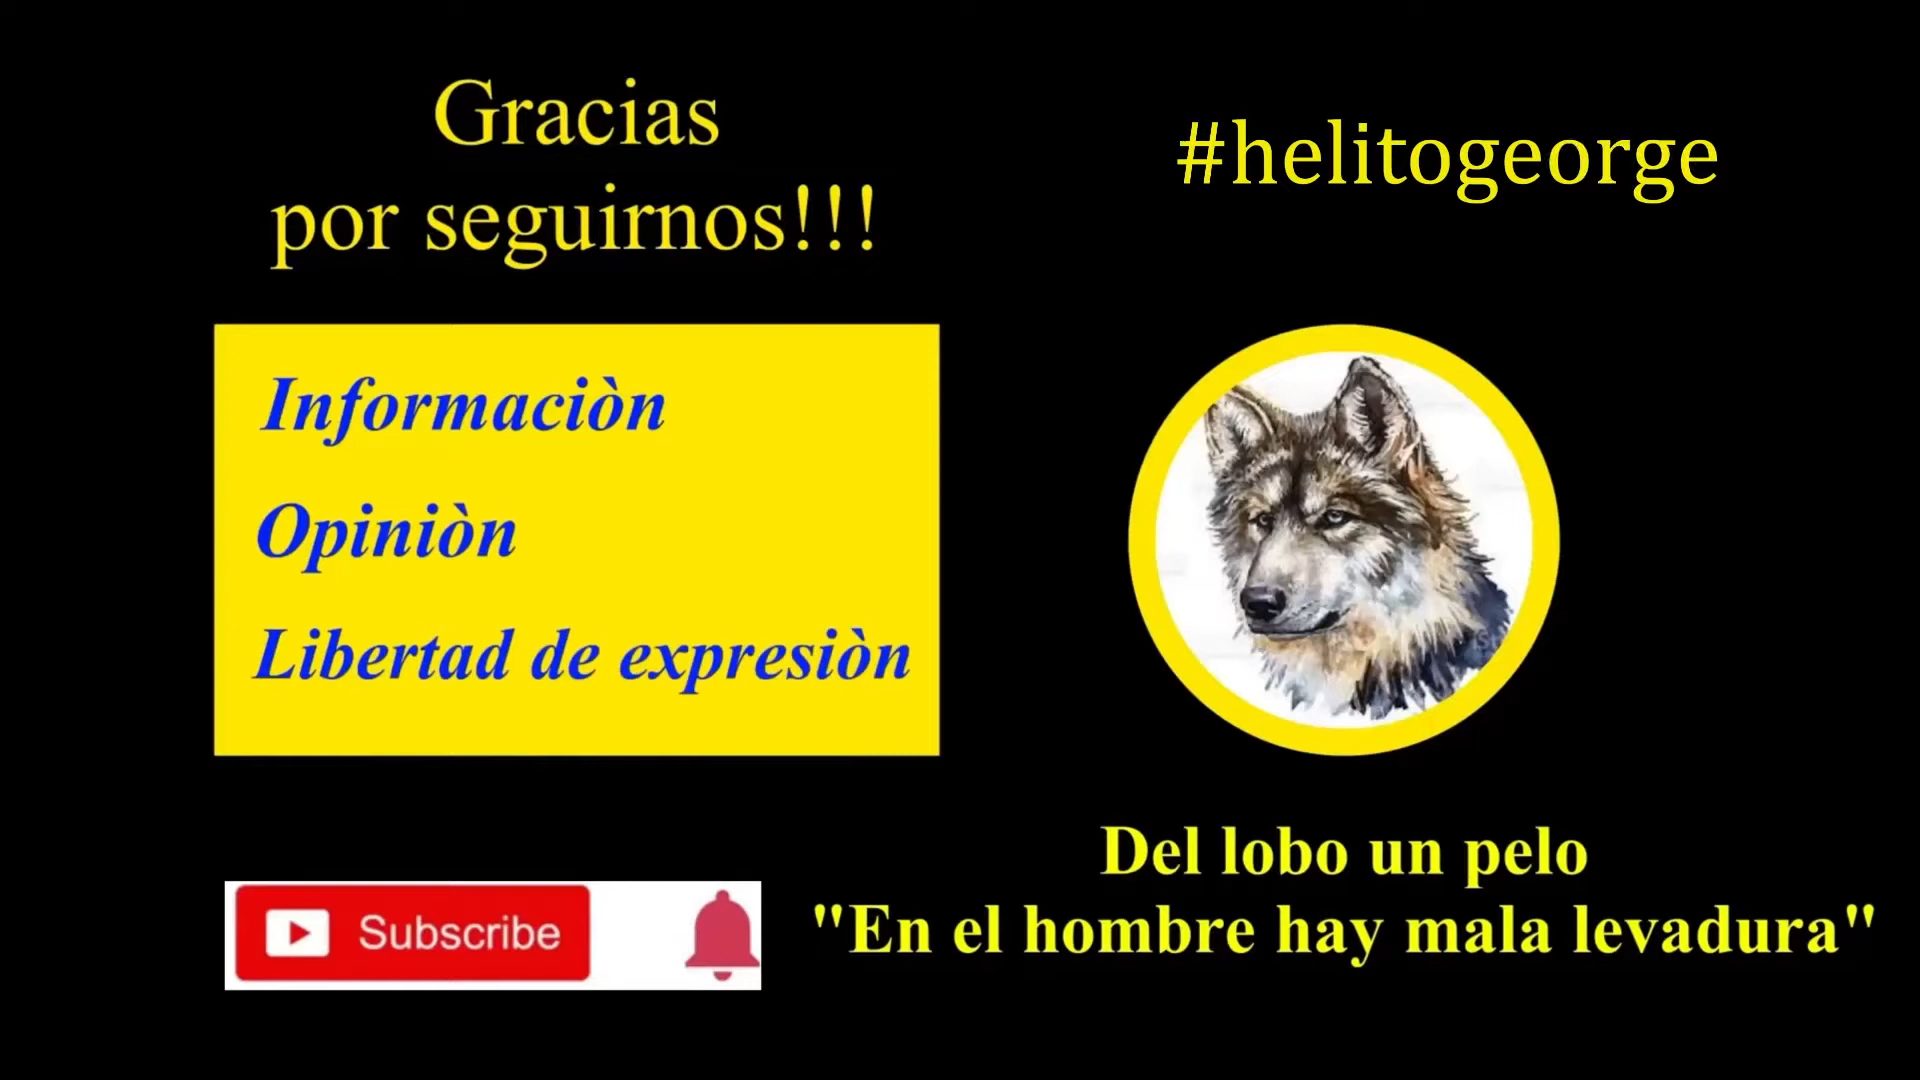 Gracias
por seguirnos!!!
#helitogeorge
Informaciòn
Opiniòn
Libertad de expresiòn
Subscribe
Del lobo un pelo
"En el hombre hay mala levadura"